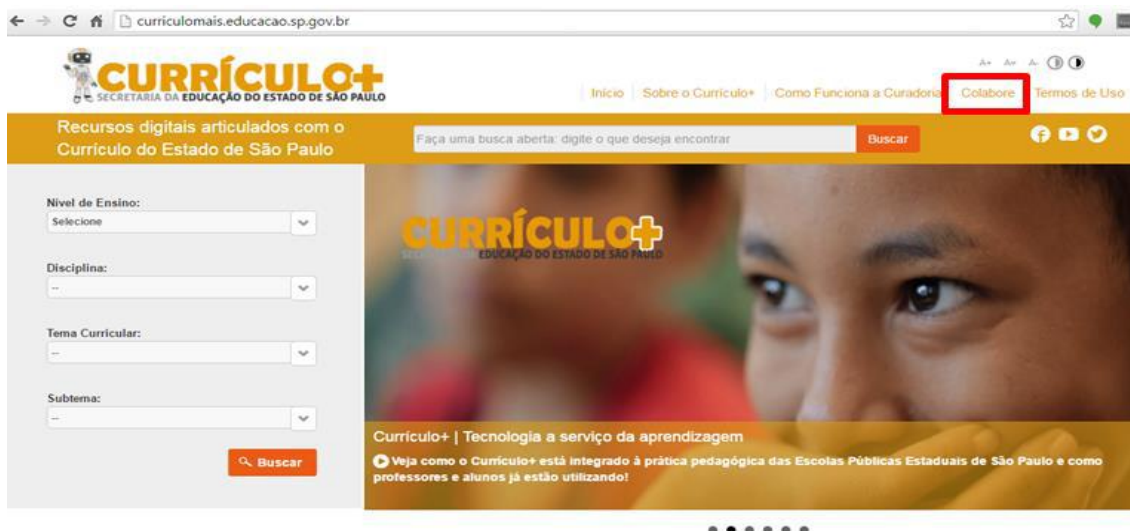 curriculomais.educacao.sp.gov.br
CURRÍCULO+
SECRETARIA DA EDUCAÇÃO DO ESTADO DE SÃO PAULO
A+ A= A-
Início Sobre o Currículo+ Como Funciona a Curadoria Colabore Termos de Uso
Recursos digitais articulados com o
Currículo do Estado de São Paulo
Faça uma busca aberta: digite o que deseja encontrar
Buscar
Nível de Ensino:
Selecione
Disciplina:
--
Tema Curricular:
--
Subtema:
--
Buscar
CURRÍCULO+
SECRETARIA DA EDUCAÇÃO DO ESTADO DE SÃO PAULO
Currículo+ | Tecnologia a serviço da aprendizagem
Veja como o Currículo+ está integrado à prática pedagógica das Escolas Públicas Estaduais de São Paulo e como
professores e alunos já estão utilizando!